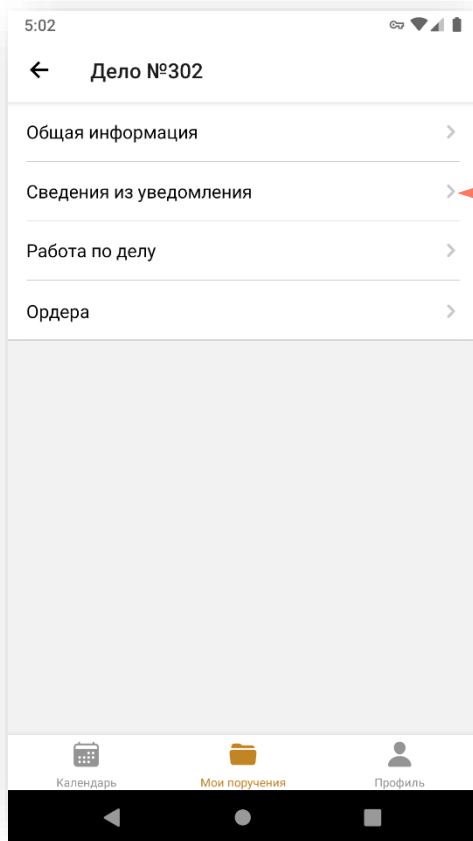 5:02
Дело №302
Общая информация
Сведения из уведомления
Работа по делу
Ордера
Календарь Мои поручения Профиль